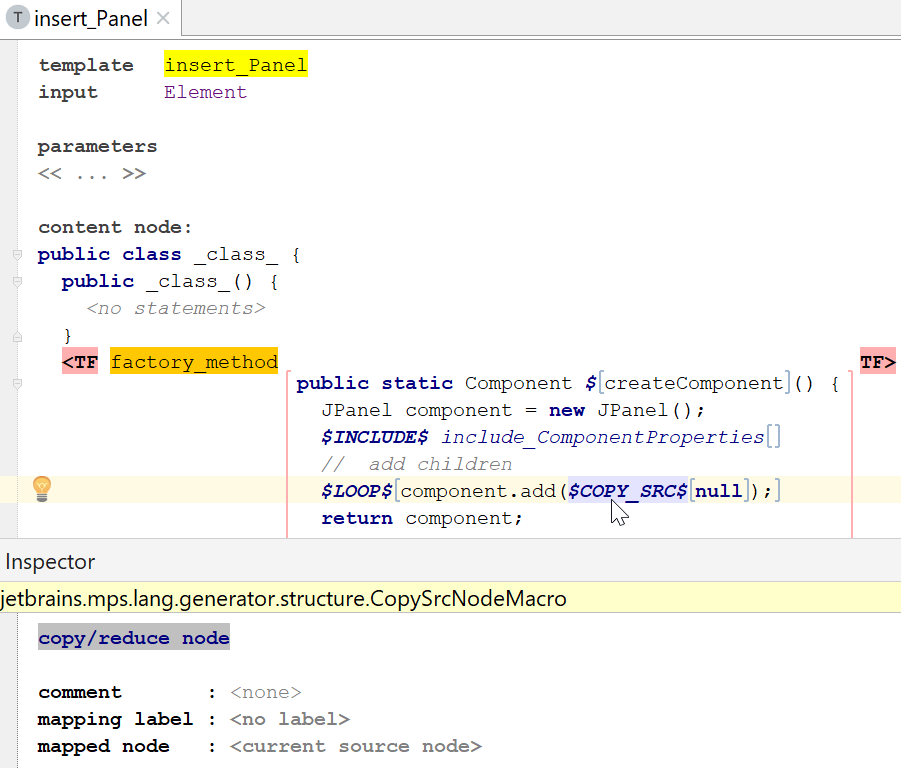 T insert_Panel ×
template insert_Panel
input Element
parameters
<< ... >>
content node:
public class _class_ {
public _class_() {
<no statements>
}
<TF factory_method TF>
public static Component $[createComponent]() {
JPanel component = new JPanel();
$INCLUDE$ include_ComponentProperties[]
// add children
$LOOP$[component.add($COPY_SRC$[null]);]
return component;
Inspector
jetbrains.mps.lang.generator.structure.CopySrcNodeMacro
copy/reduce node
comment : <none>
mapping label : <no label>
mapped node : <current source node>